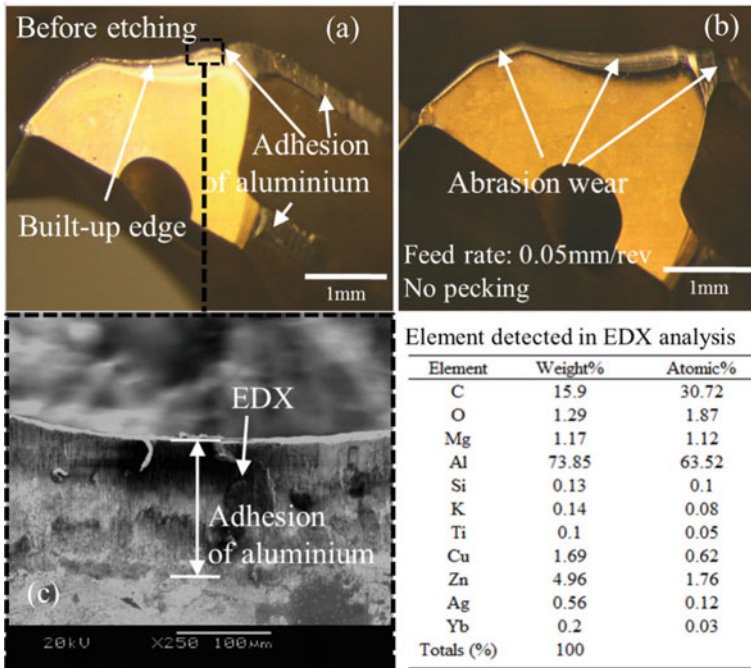 Before etching
(a)
Adhesion
of aluminium
Built-up edge
1mm
(b)
Abrasion wear
Feed rate: 0.05mm/rev
No pecking
1mm
EDX
Adhesion
of aluminium
(c)
20kV X250 100μm
Element detected in EDX analysis
Element Weight% Atomic%
C 15.9 30.72
O 1.29 1.87
Mg 1.17 1.12
Al 73.85 63.52
Si 0.13 0.1
K 0.14 0.08
Ti 0.1 0.05
Cu 1.69 0.62
Zn 4.96 1.76
Ag 0.56 0.12
Yb 0.2 0.03
Totals (%) 100